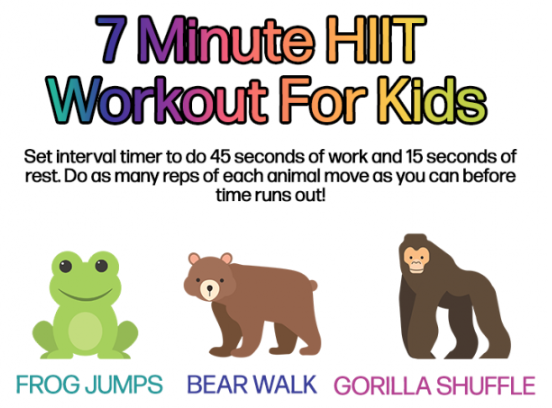 7 Minute HIIT
Workout For Kids
Set interval timer to do 45 seconds of work and 15 seconds of
rest. Do as many reps of each animal move as you can before
time runs out!
FROG JUMPS BEAR WALK GORILLA SHUFFLE